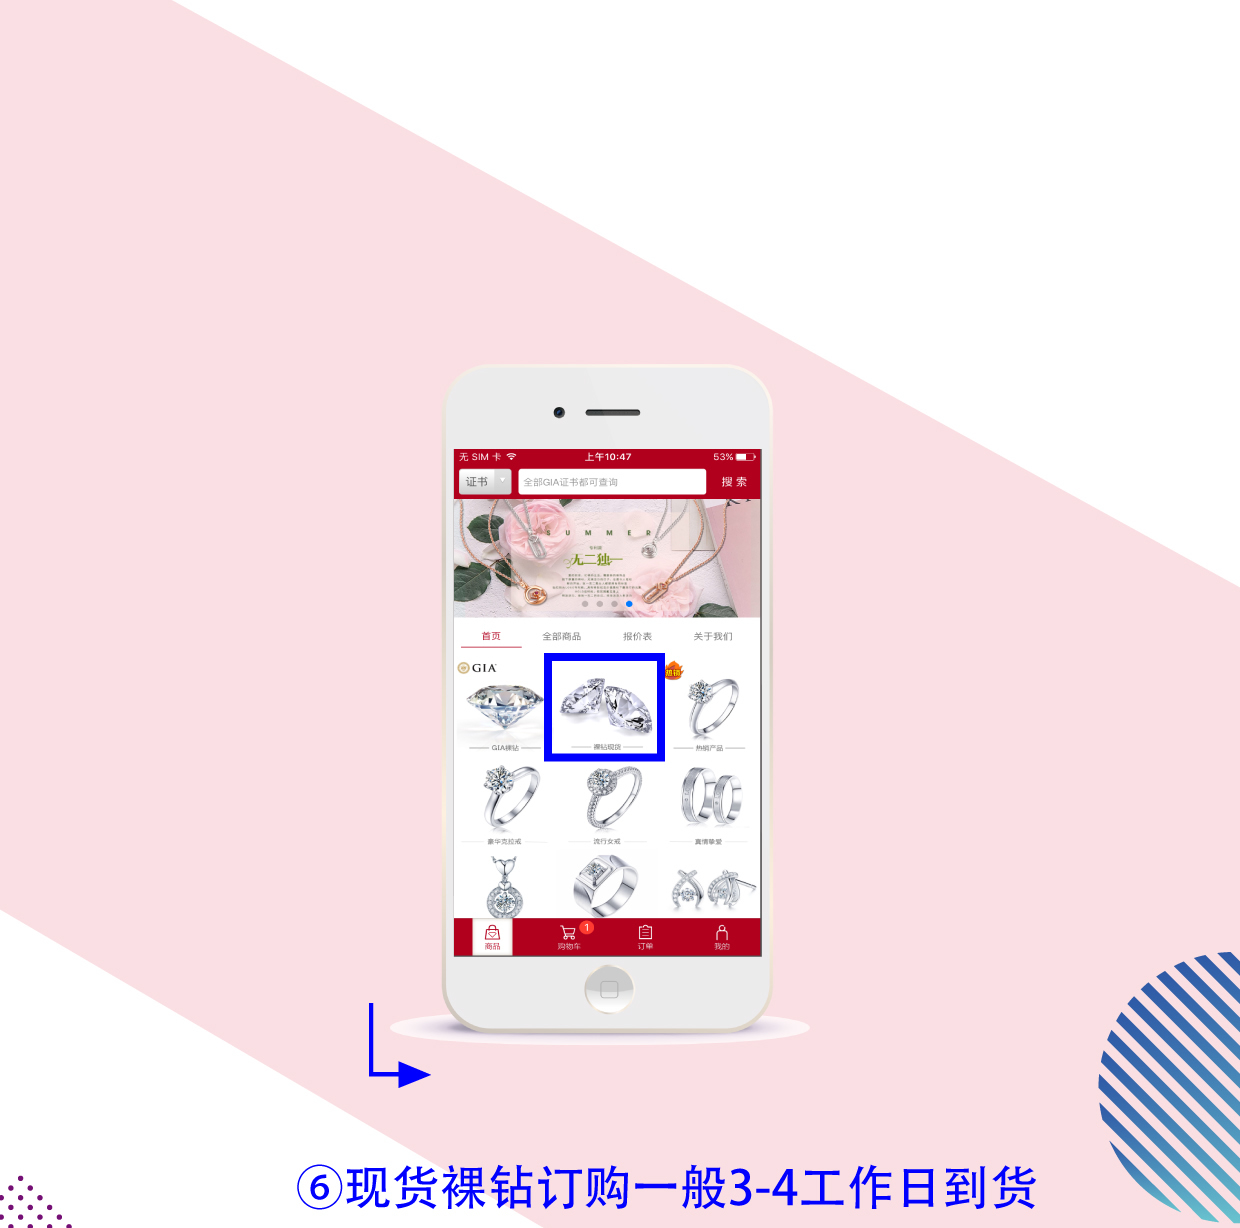 无 SIM 卡
上午10:47
53%
证书
全部GIA证书都可查询
搜 索
SUMMER
无二独一
首页
全部商品
报价表
关于我们
GIA
热销
GIA裸钻
裸钻现货
热销产品
豪华克拉戒
流行女戒
真情挚爱
商品
购物车
1
订单
我的
⑥现货裸钻订购一般3-4工作日到货